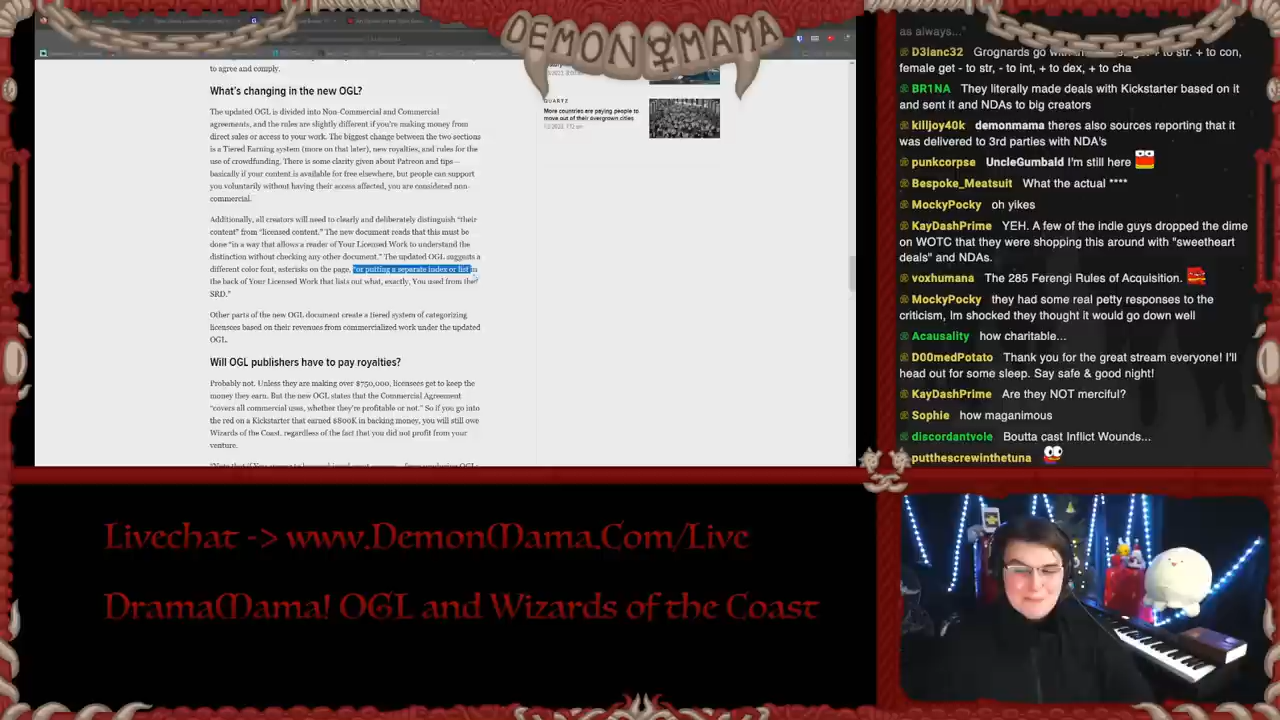 DEMON MAMA
to agree and comply.
What's changing in the new OGL?
The updated OGL is divided into Non-Commercial and Commercial
agreements, and the rules are slightly different if you're making money from
direct sales or access to your work. The biggest change between the two sections
is a Tiered Earning system (more on that later), new royalties, and rules for the
use of crowdfunding. There is some clarity given about Patreon and tips—
basically if your content is available for free elsewhere, but people can support
you voluntarily without having their access affected, you are considered non-
commercial.
Additionally, all creators will need to clearly and deliberately distinguish "their
content" from "licensed content." The new document reads that this must be
done "in a way that allows a reader of Your Licensed Work to understand the
distinction without checking any other document." The updated OGL suggests a
different color font, asterisks on the page, "or putting a separate index or list in
the back of Your Licensed Work that lists out what, exactly, You used from the
SRD."
Other parts of the new OGL document create a tiered system of categorizing
licensees based on their revenues from commercialized work under the updated
OGL.
Will OGL publishers have to pay royalties?
Probably not. Unless they are making over $750,000, licensees get to keep the
money they earn. But the new OGL states that the Commercial Agreement
"covers all commercial uses, whether they're profitable or not." So if you go into
the red on a Kickstarter that earned $800K in backing money, you will still owe
Wizards of the Coast, regardless of the fact that you did not profit from your
venture.
QUARTZ
More countries are paying people to
move out of their overgrown cities
as always...
D3lanc32 Grognards go with
+ to str. + to con,
female get - to str, - to int, + to dex, + to cha
BR1NA They literally made deals with Kickstarter based on
it and sent it and NDAs to big creators
killjoy40k dandrama theres also sources reporting that it
was delivered to 3rd parties with NDA's
punkcorpse UncleGumbald I'm still here
Bespoke_Meatsuit What the actual ****
MockyPocky oh yikes
KayDashPrime YEH. A few of the indie guys dropped a dime
on WOTC that they were being approached with "sweetheart
deals" and NDAs.
voxhumana The 285 Ferengi Rules of Acquisition.
MockyPocky considering my hard responses to
criticism, Im shocked they thought it would go down well
Acausality how charitable...
D00medPotato Thank you for the great stream everyone! I'll
head out for some sleep. Say safe & good night!
KayDashPrime Are they NOT merciful?
Sophie how maganimous
discordantvole Boutta cast Inflict Wounds...
putthescrewinthetuna
Livechat -> www.DemonMama.Com/Live
DramaMama! OGL and Wizards of the Coast